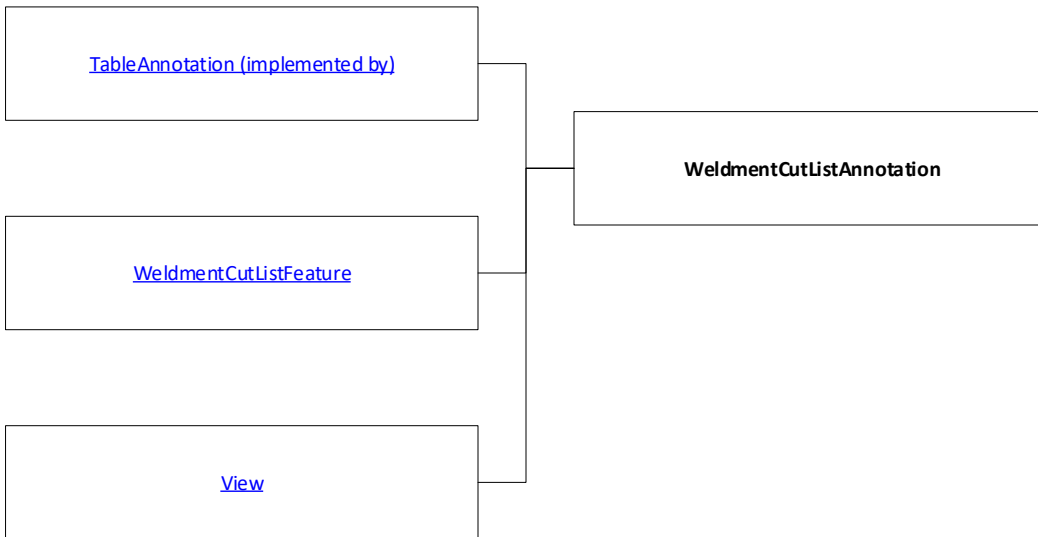 TableAnnotation (implemented by)
WeldmentCutListAnnotation
WeldmentCutListFeature
View